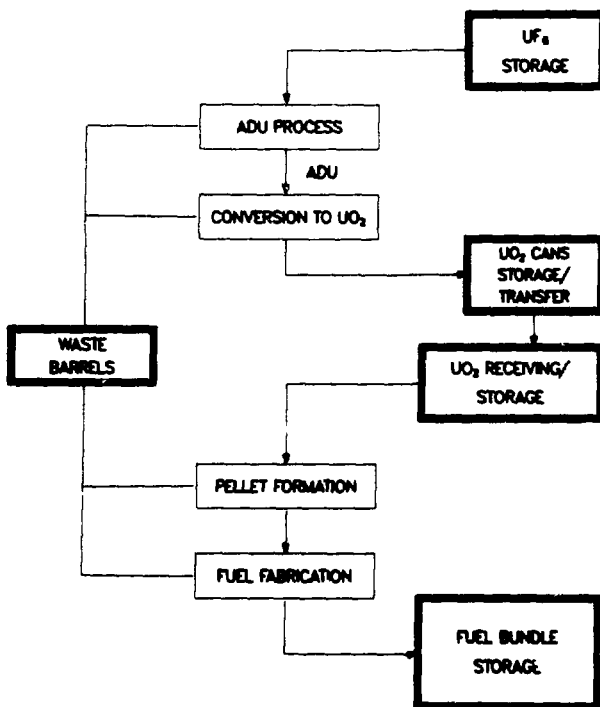 UF₆
STORAGE
ADU PROCESS
ADU
CONVERSION TO UO₂
UO₂ CANS
STORAGE/
TRANSFER
WASTE
BARRELS
UO₂ RECEIVING/
STORAGE
PELLET FORMATION
FUEL FABRICATION
FUEL BUNDLE
STORAGE